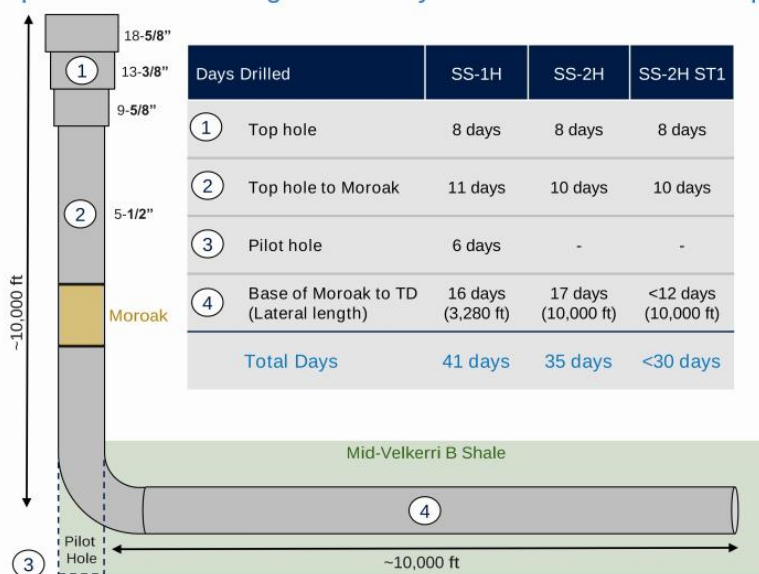 18-5/8"
1
13-3/8"
9-5/8"
2
5-1/2"
~10,000 ft
Moroak
Days Drilled SS-1H SS-2H SS-2H ST1
1 Top hole 8 days 8 days 8 days
2 Top hole to Moroak 11 days 10 days 10 days
3 Pilot hole 6 days - -
4 Base of Moroak to TD 16 days 17 days <12 days
(Lateral length) (3,280 ft) (10,000 ft) (10,000 ft)
Total Days 41 days 35 days <30 days
Mid-Velkerri B Shale
4
Pilot
Hole
3
~10,000 ft